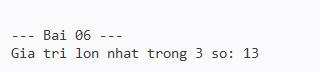 --- Bai 06 ---
Gia tri lon nhat trong 3 so: 13